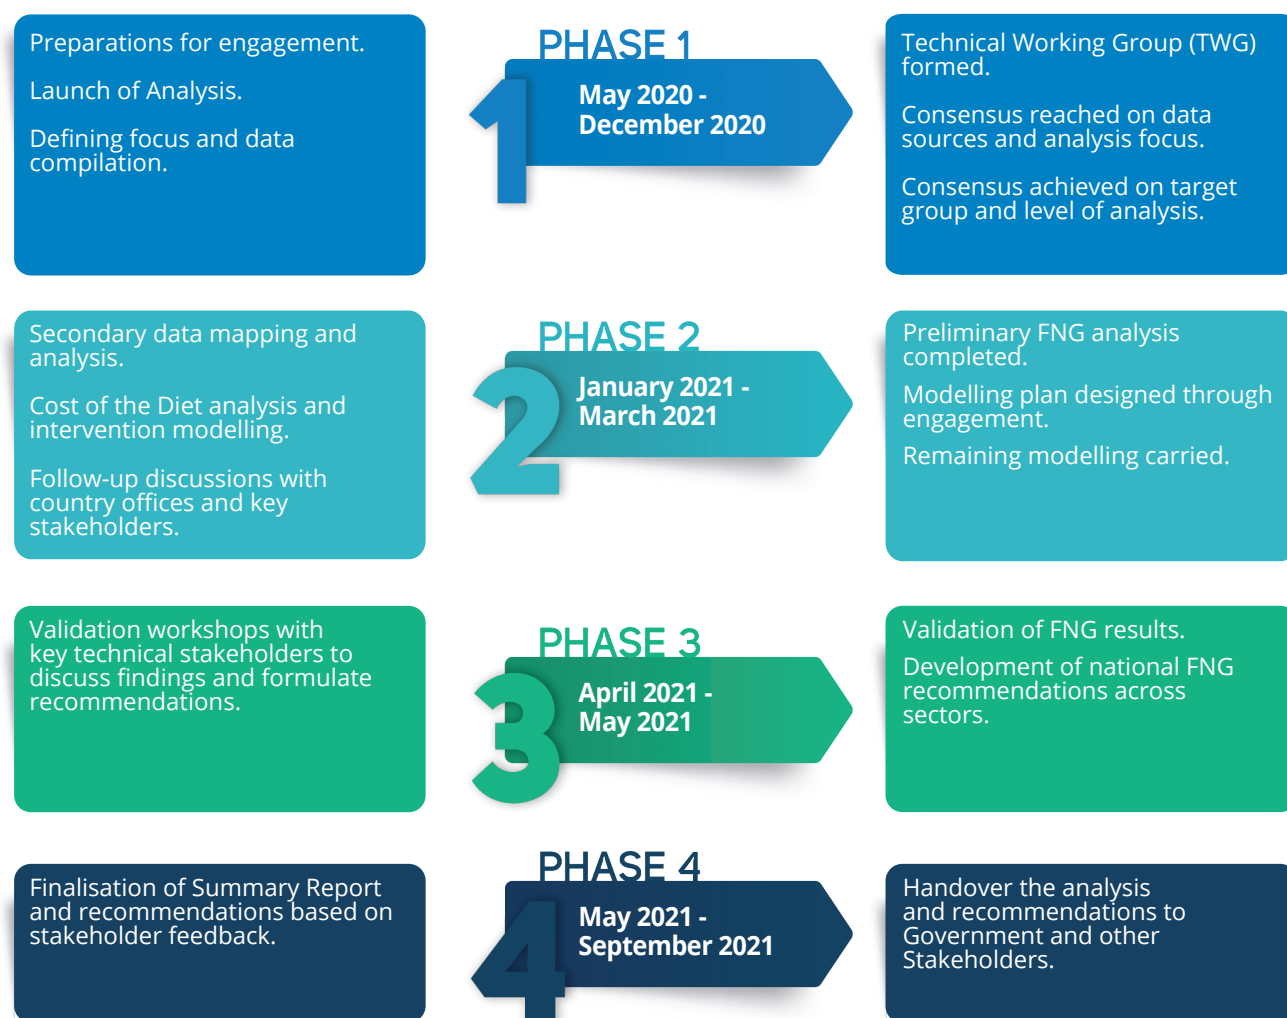 Preparations for engagement.
Launch of Analysis.
Defining focus and data
compilation.
PHASE 1
1
May 2020 -
December 2020
Technical Working Group (TWG)
formed.
Consensus reached on data
sources and analysis focus.
Consensus achieved on target
group and level of analysis.
Secondary data mapping and
analysis.
Cost of the Diet analysis and
intervention modelling.
Follow-up discussions with
country offices and key
stakeholders.
PHASE 2
2
January 2021 -
March 2021
Preliminary FNG analysis
completed.
Modelling plan designed through
engagement.
Remaining modelling carried.
Validation workshops with
key technical stakeholders to
discuss findings and formulate
recommendations.
PHASE 3
3
April 2021 -
May 2021
Validation of FNG results.
Development of national FNG
recommendations across
sectors.
Finalisation of Summary Report
and recommendations based on
stakeholder feedback.
PHASE 4
4
May 2021 -
September 2021
Handover the analysis
and recommendations to
Government and other
Stakeholders.